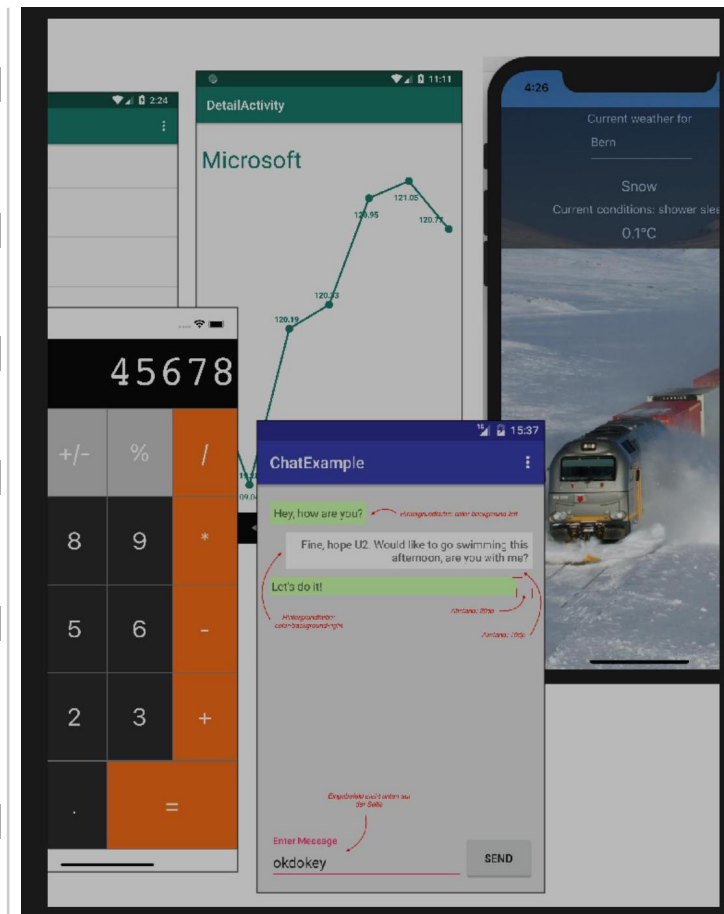 2:24
11:11
DetailActivity
Microsoft
121.05
120.95
120.77
120.33
120.19
4:26
Current weather for
Bern
Snow
Current conditions: shower slee
0.1°C
45678
+/-
%
/
8
9
*
5
6
-
2
3
+
.
=
15:37
ChatExample
Hey, how are you?
Fine, hope U2. Would like to go swimming this
afternoon, are you with me?
Let's do it!
Hintergrundfarbe:
der Seite
Enter Message
okdokey
SEND